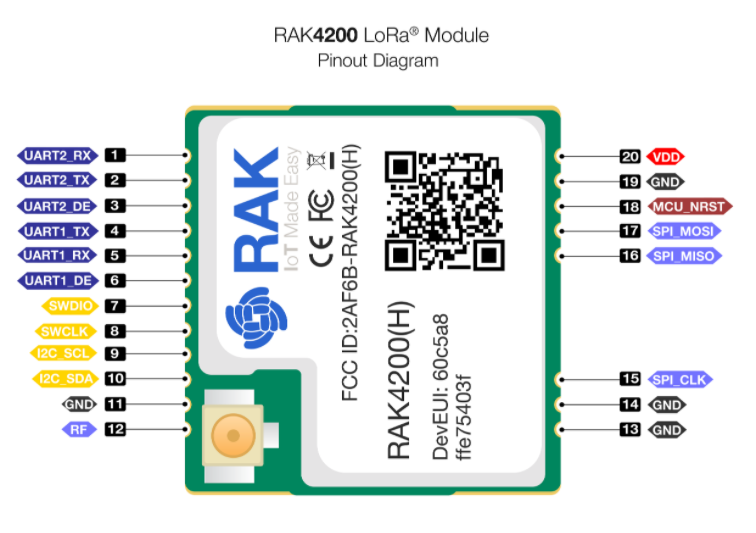 RAK4200 LoRa® Module
Pinout Diagram
UART2_RX 1
UART2_TX 2
UART2_DE 3
UART1_TX 4
UART1_RX 5
UART1_DE 6
SWDIO 7
SWCLK 8
I2C_SCL 9
I2C_SDA 10
GND 11
RF 12
RAK
IoT Made Easy
CE FC
FCC ID:2AF6B-RAK4200(H)
RAK4200(H)
DevEUI: 60c5a8
ffe75403f
20 VDD
19 GND
18 MCU_NRST
17 SPI_MOSI
16 SPI_MISO
15 SPI_CLK
14 GND
13 GND